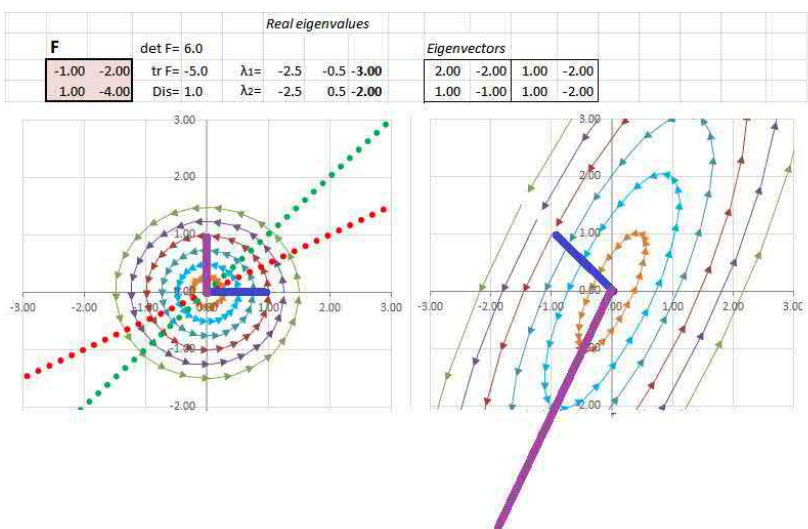 Real eigenvalues
F det F= 6.0 Eigenvectors
-1.00 -2.00 tr F= -5.0 λ1= -2.5 -0.5 -3.00 2.00 -2.00 1.00 -2.00
1.00 -4.00 Dis= 1.0 λ2= -2.5 0.5 -2.00 1.00 -1.00 1.00 -2.00
3.00 3.00
2.00 2.00
1.00 1.00
-3.00 -2.00 -1.00 0.00 1.00 2.00 3.00 -3.00 -2.00 -1.00 0.00 1.00 2.00 3.00
-1.00 -1.00
-2.00 -2.00